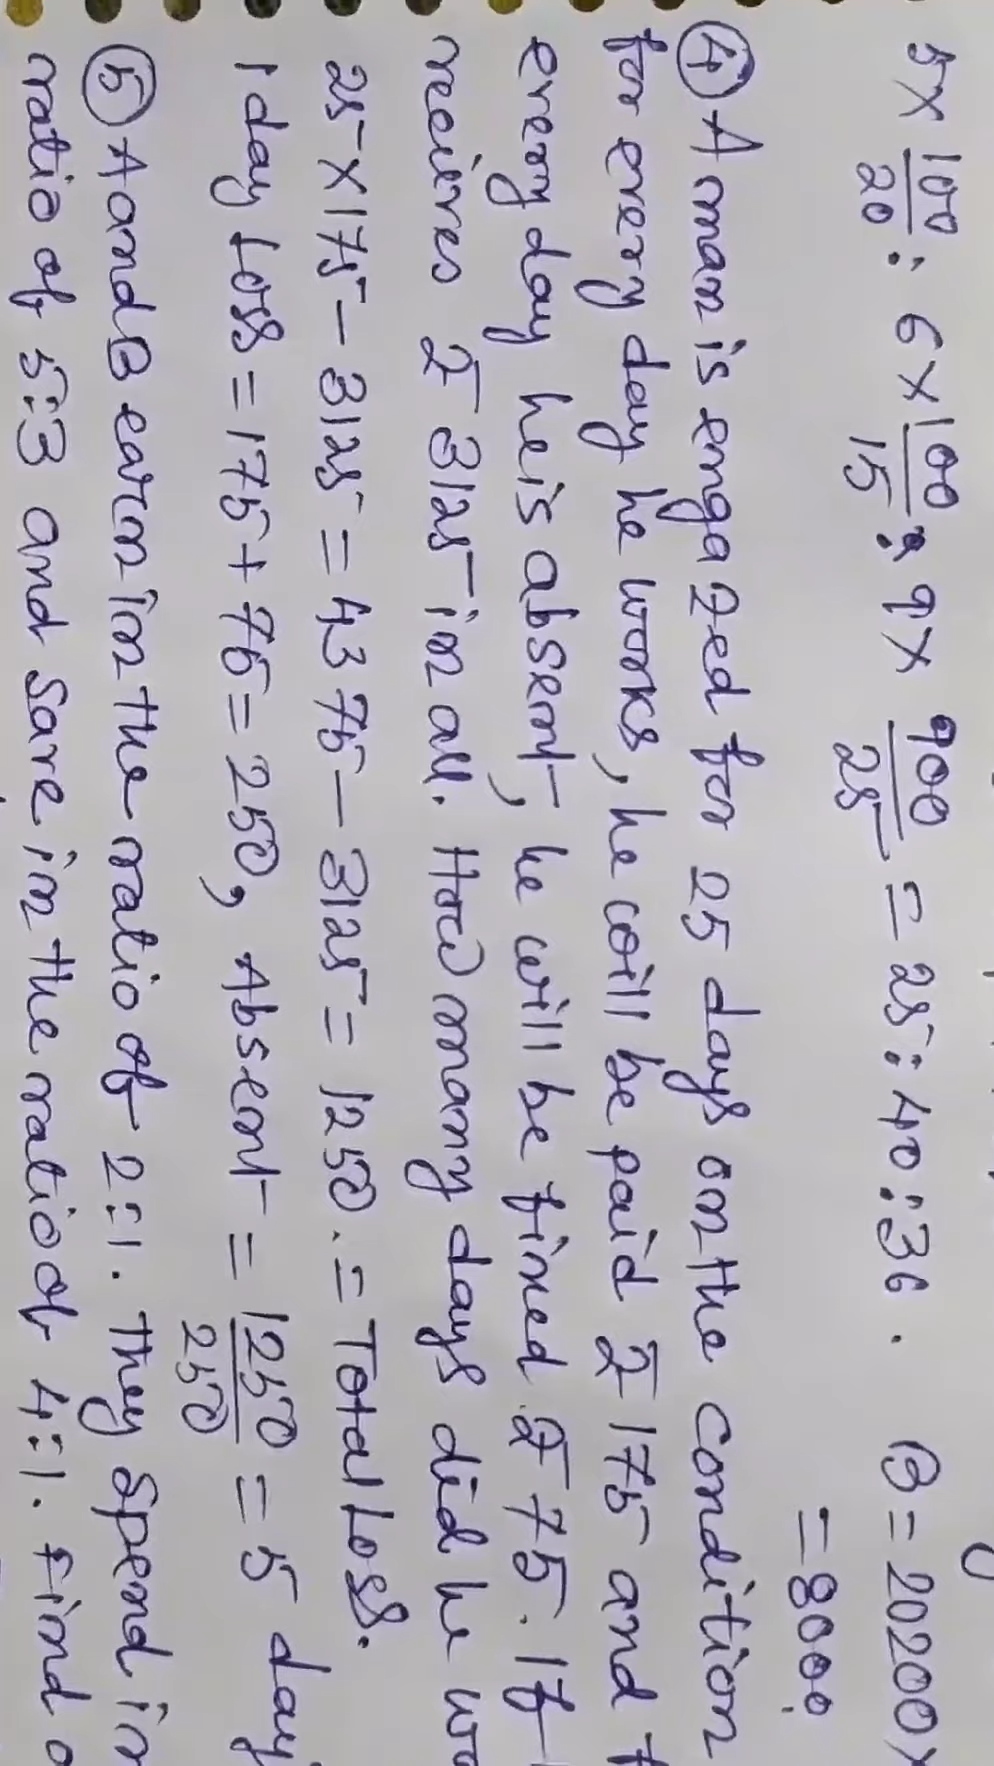 5 × 100/20 : 6 × 100/15 : 9 × 900/25 = 25 : 40 : 36 . B = 20200 ×
= 8000
④ A man is engazed for 25 days on the condition
for every day he works, he will be paid ₹ 175 and
every day he is absent, he will be fined ₹ 75. If
receives ₹ 3125 in all. How many days did he
25 × 175 – 3125 = 4375 – 3125 = 1250. = Total Loss.
1 day Loss = 175 + 75 = 250, Absent = 1250/250 = 5 day
⑤ A and B earn in the ratio of 2:1. They spend in
ratio of 5:3 and save in the ratio of 4:1. Find